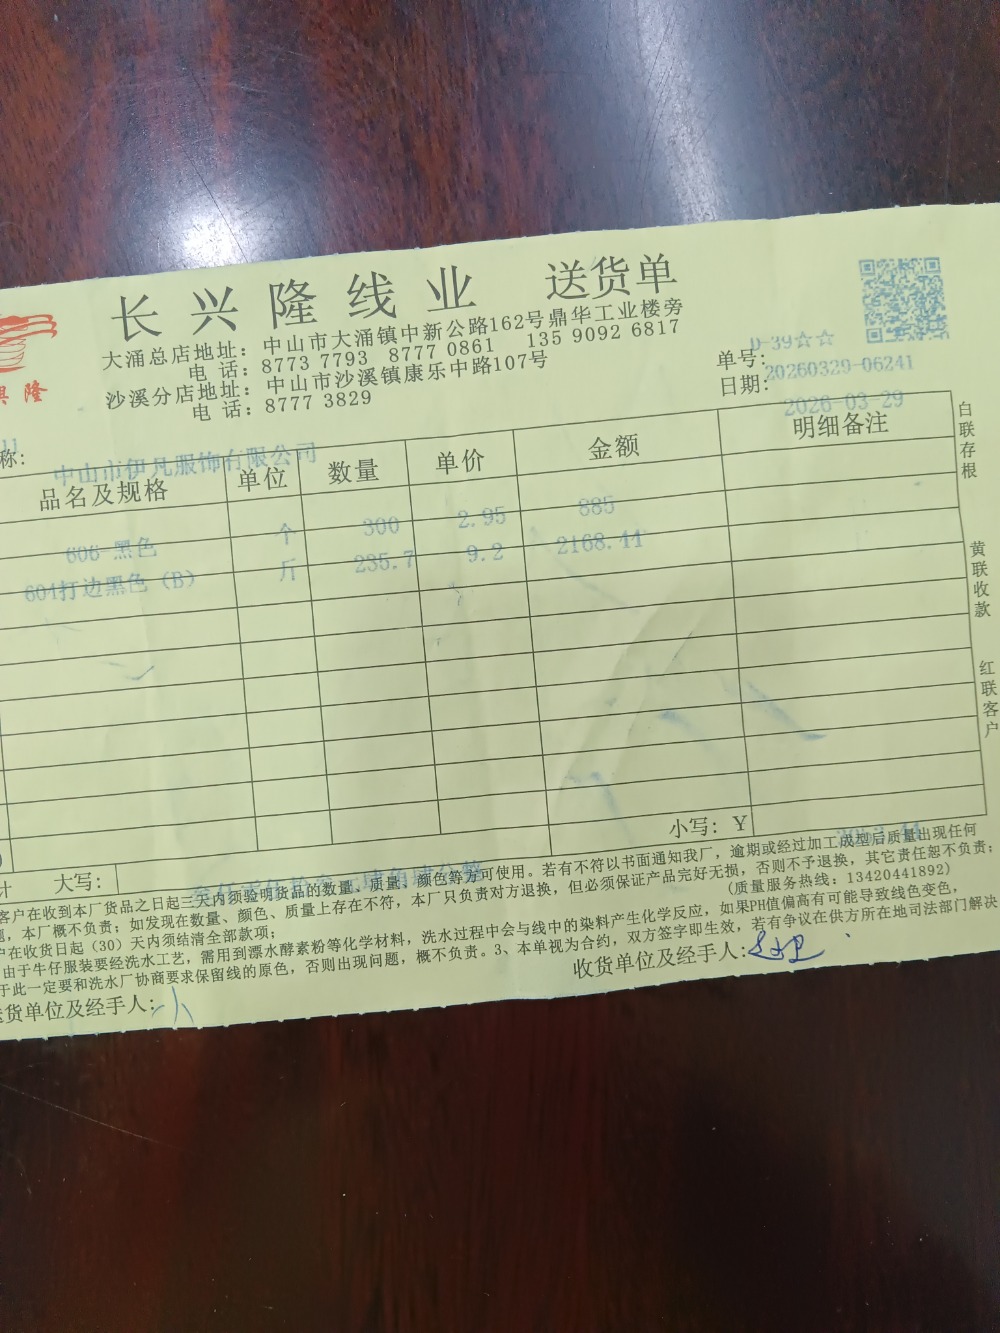 长兴隆线业 送货单
大涌总店地址：中山市大涌镇中新公路162号鼎华工业楼旁
电话：8773 7793 8777 0861 135 9092 6817
沙溪分店地址：中山市沙溪镇康乐中路107号
电话：8777 3829
隆
D-39☆☆
单号：20260329-06241
日期：2026-03-29
称：中山市伊凡服饰有限公司
品名及规格 单位 数量 单价 金额 明细备注
606 黑色 个 300 2.95 885
604打边黑色（B） 斤 235.7 9.2 2168.44
白联存根
黄联收款
红联客户
小写：Y
计 大写：
客户在收到本厂货品之日起三天内须验明货品的数量、质量、颜色等方可使用。若有不符以书面通知我厂，逾期或经过加工成型后质量出现任何
，本厂概不负责；如发现在数量、颜色、质量上存在不符，本厂只负责对方退换，但必须保证产品完好无损，否则不予退换，其它责任恕不负责；
在收货日起（30）天内须结清全部款项；
（质量服务热线：13420441892）
由于牛仔服装要经洗水工艺，需用到漂水酵素粉等化学材料，洗水过程中会与线中的染料产生化学反应，如果PH值偏高有可能导致线色变色，
于此一定要和洗水厂协商要求保留线的原色，否则出现问题，概不负责。3、本单视为合约，双方签字即生效，若有争议在供方所在地司法部门解决
货单位及经手人：
收货单位及经手人：